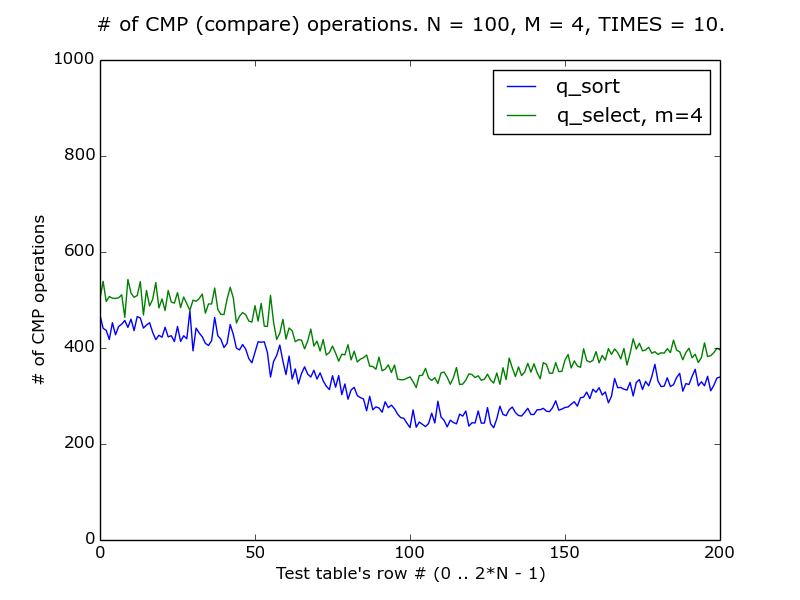 # of CMP (compare) operations. N = 100, M = 4, TIMES = 10.
1000
q_sort
q_select, m=4
800
600
# of CMP operations
400
200
0
0 50 100 150 200
Test table's row # (0 .. 2*N - 1)